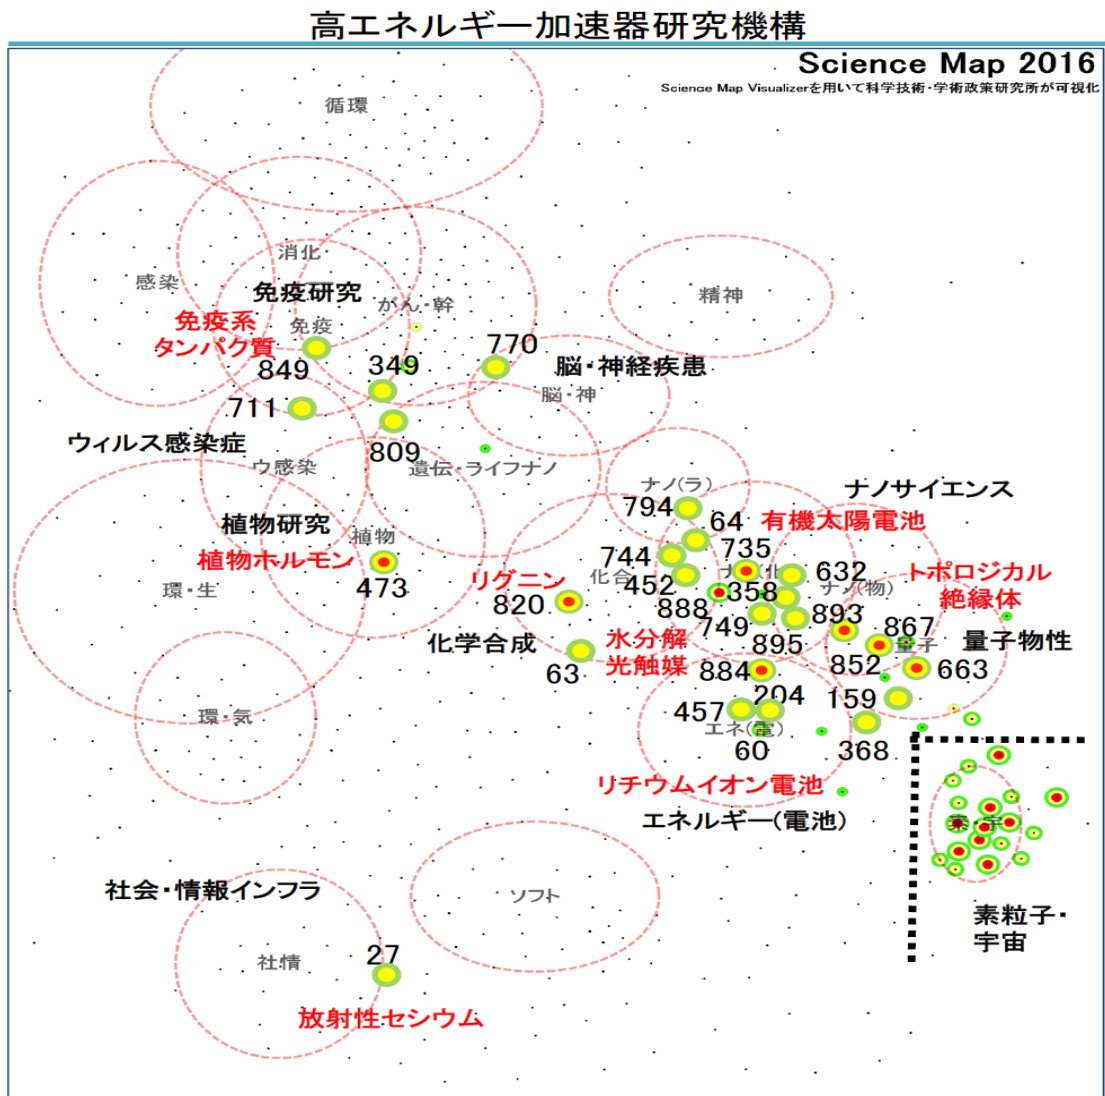 高エネルギー加速器研究機構
Science Map 2016
Science Map Visualizerを用いて科学技術・学術政策研究所が可視化
循環
消化
感染
免疫研究
がん・幹
精神
免疫系
タンパク質
免疫
849
349
770
脳・神経疾患
脳・神
711
ウィルス感染症
809
ウ感染
遺伝・ライフナノ
ナノ(ラ)
ナノサイエンス
794
64
有機太陽電池
植物研究
植物
植物ホルモン
473
環・生
744
735
632
トポロジカル
絶縁体
リグニン
化合
452
358
ナノ(物)
820
888
749
893
867
量子物性
化学合成
水分解
光触媒
895
量子
63
884
852
663
環・気
457
204
159
エネ(電)
60
368
リチウムイオン電池
エネルギー(電池)
素・宇
社会・情報インフラ
ソフト
素粒子・
宇宙
27
社情
放射性セシウム